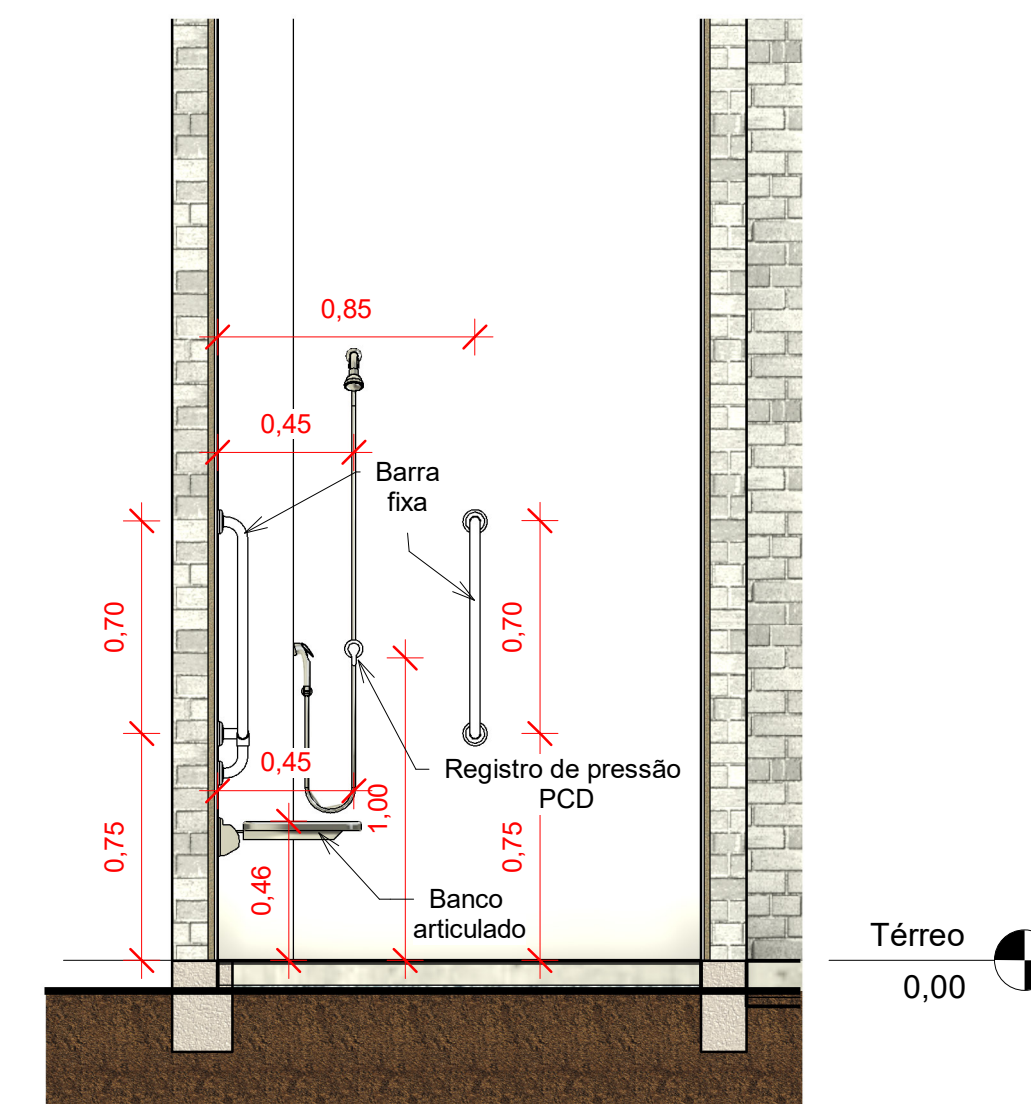 0,85
0,45
Barra
fixa
0,70
0,70
0,45
Registro de pressão
PCD
1,00
0,75
0,75
0,46
Banco
articulado
Térreo
0,00